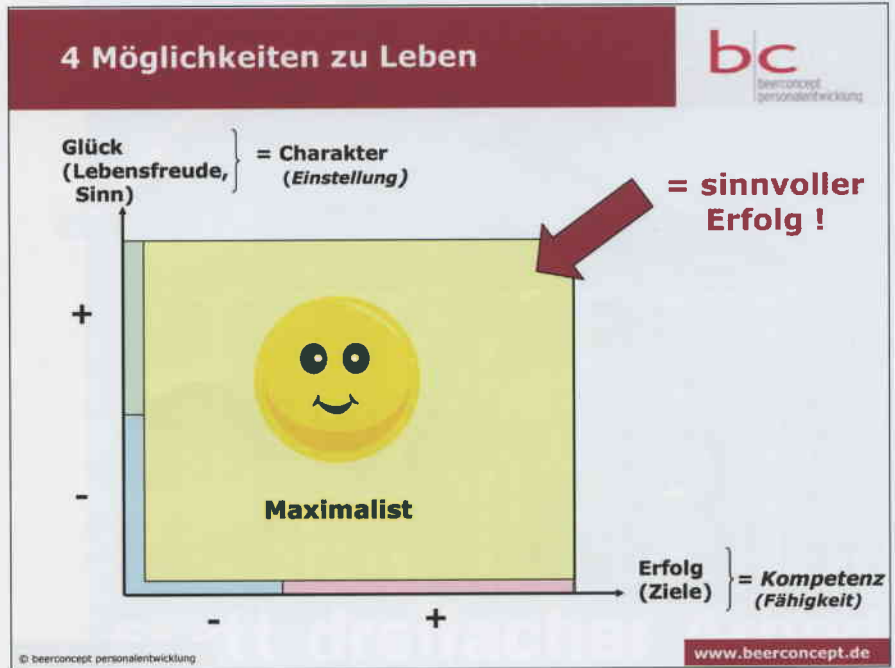 4 Möglichkeiten zu Leben
b|c
beerconcept
personalentwicklung
Glück
(Lebensfreude,
Sinn)
= Charakter
(Einstellung)
= sinnvoller
Erfolg !
+
-
Maximalist
Erfolg
(Ziele)
= Kompetenz
(Fähigkeit)
-
+
© beerconcept personalentwicklung
www.beerconcept.de